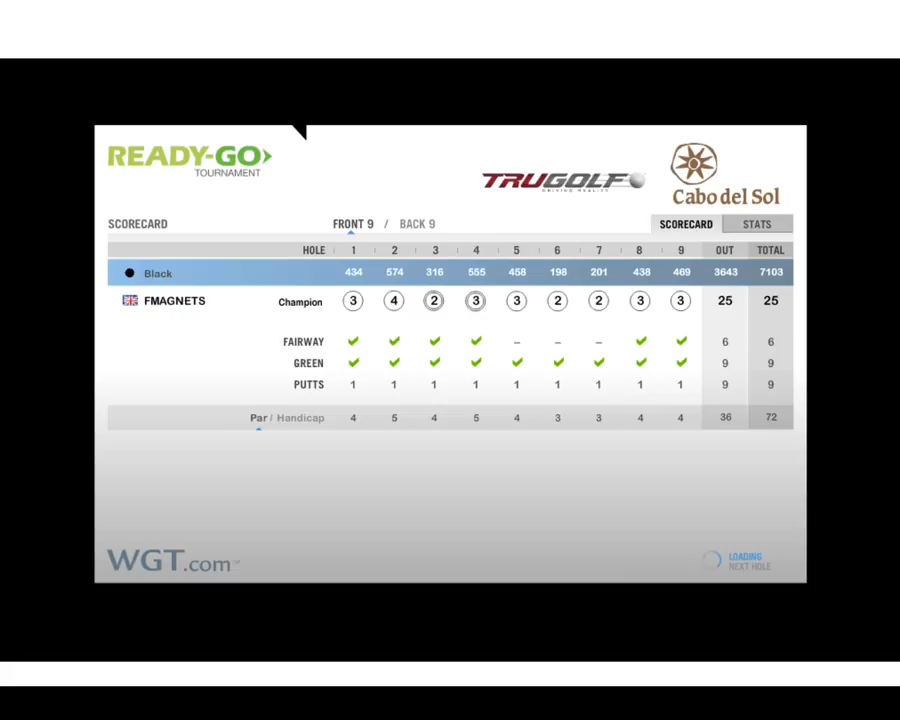 READY-GO
TOURNAMENT
TRUGOLF
DRIVING REALITY
Cabo del Sol
SCORECARD FRONT 9 / BACK 9 SCORECARD STATS
HOLE 1 2 3 4 5 6 7 8 9 OUT TOTAL
Black 434 574 316 555 458 198 201 438 469 3643 7103
FMAGNETS Champion 3 4 2 3 3 2 2 3 3 25 25
FAIRWAY – – – 6 6
GREEN 9 9
PUTTS 1 1 1 1 1 1 1 1 1 9 9
Par / Handicap 4 5 4 5 4 3 3 4 4 36 72
WGT.com
LOADING
NEXT HOLE